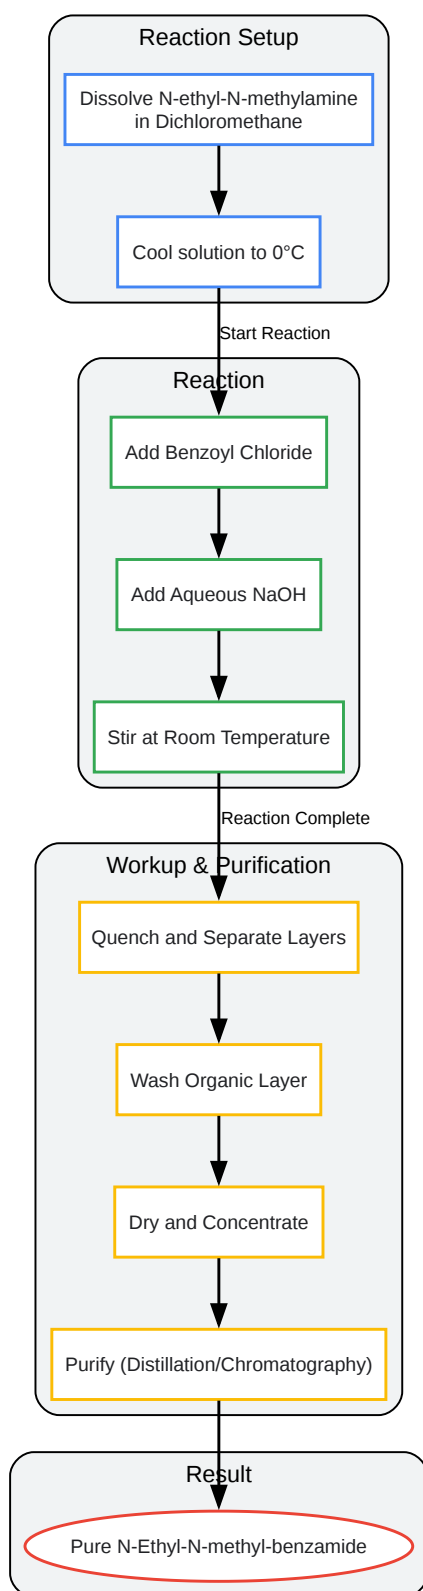 Reaction Setup
Dissolve N-ethyl-N-methylamine
in Dichloromethane
Cool solution to 0°C
Start Reaction
Reaction
Add Benzoyl Chloride
Add Aqueous NaOH
Stir at Room Temperature
Reaction Complete
Workup & Purification
Quench and Separate Layers
Wash Organic Layer
Dry and Concentrate
Purify (Distillation/Chromatography)
Result
Pure N-Ethyl-N-methyl-benzamide